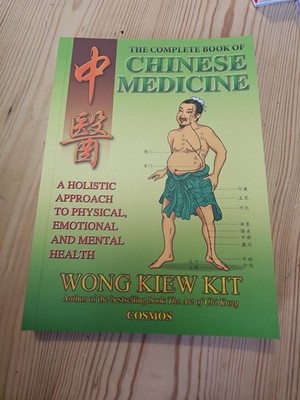 THE COMPLETE BOOK OF
CHINESE
MEDICINE
中
醫
A HOLISTIC
APPROACH
TO PHYSICAL,
EMOTIONAL
AND MENTAL
HEALTH
WONG KIEW KIT
Author of the bestselling book The Art of Chi Kung
COSMOS